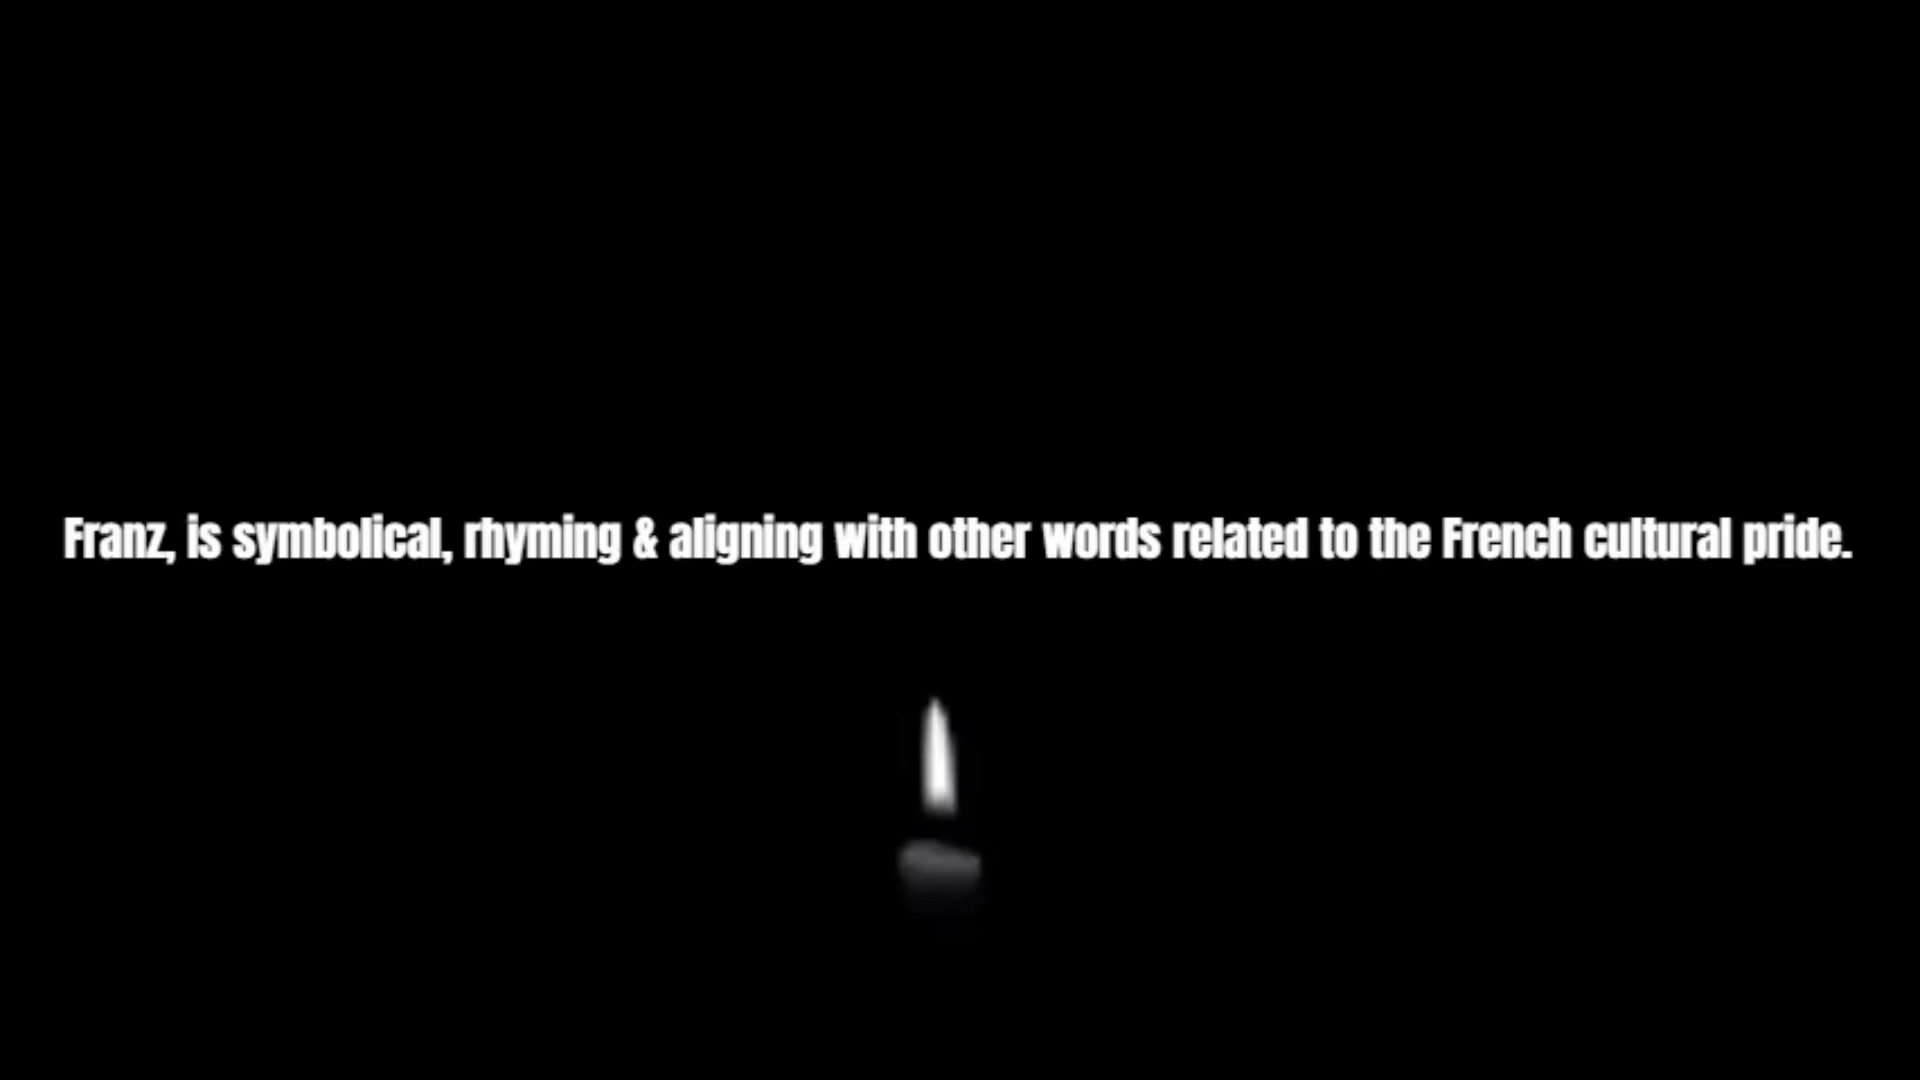 Franz, is symbolical, rhyming & aligning with other words related to the French cultural pride.